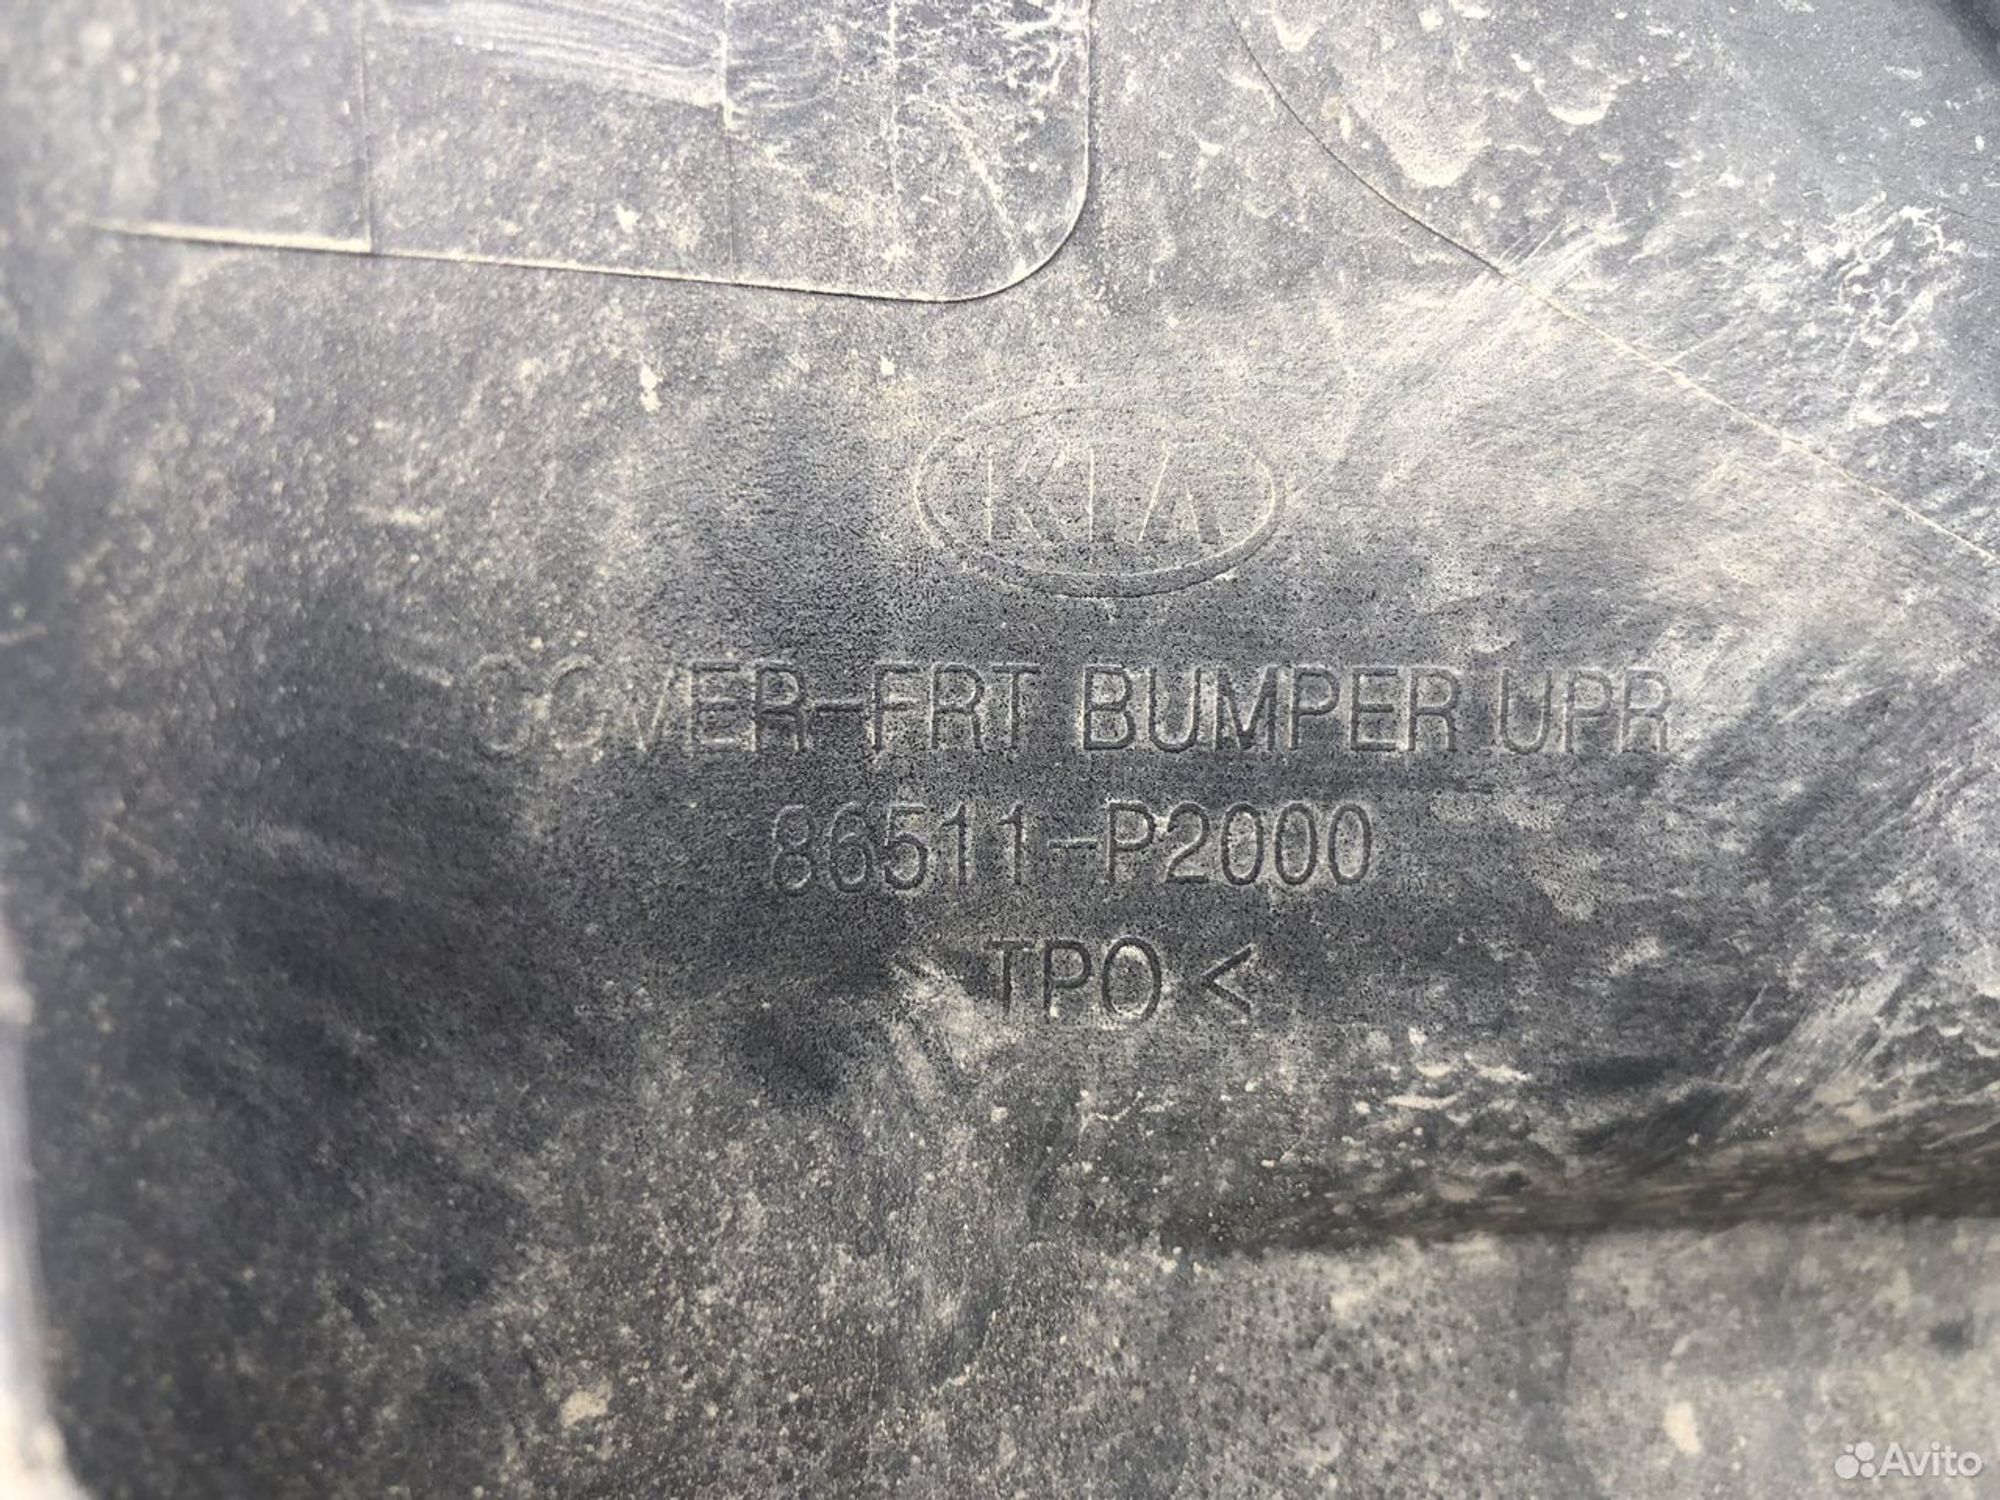 KIA
COVER-FRT BUMPER UPR
86511-P2000
> TPO <
Avito